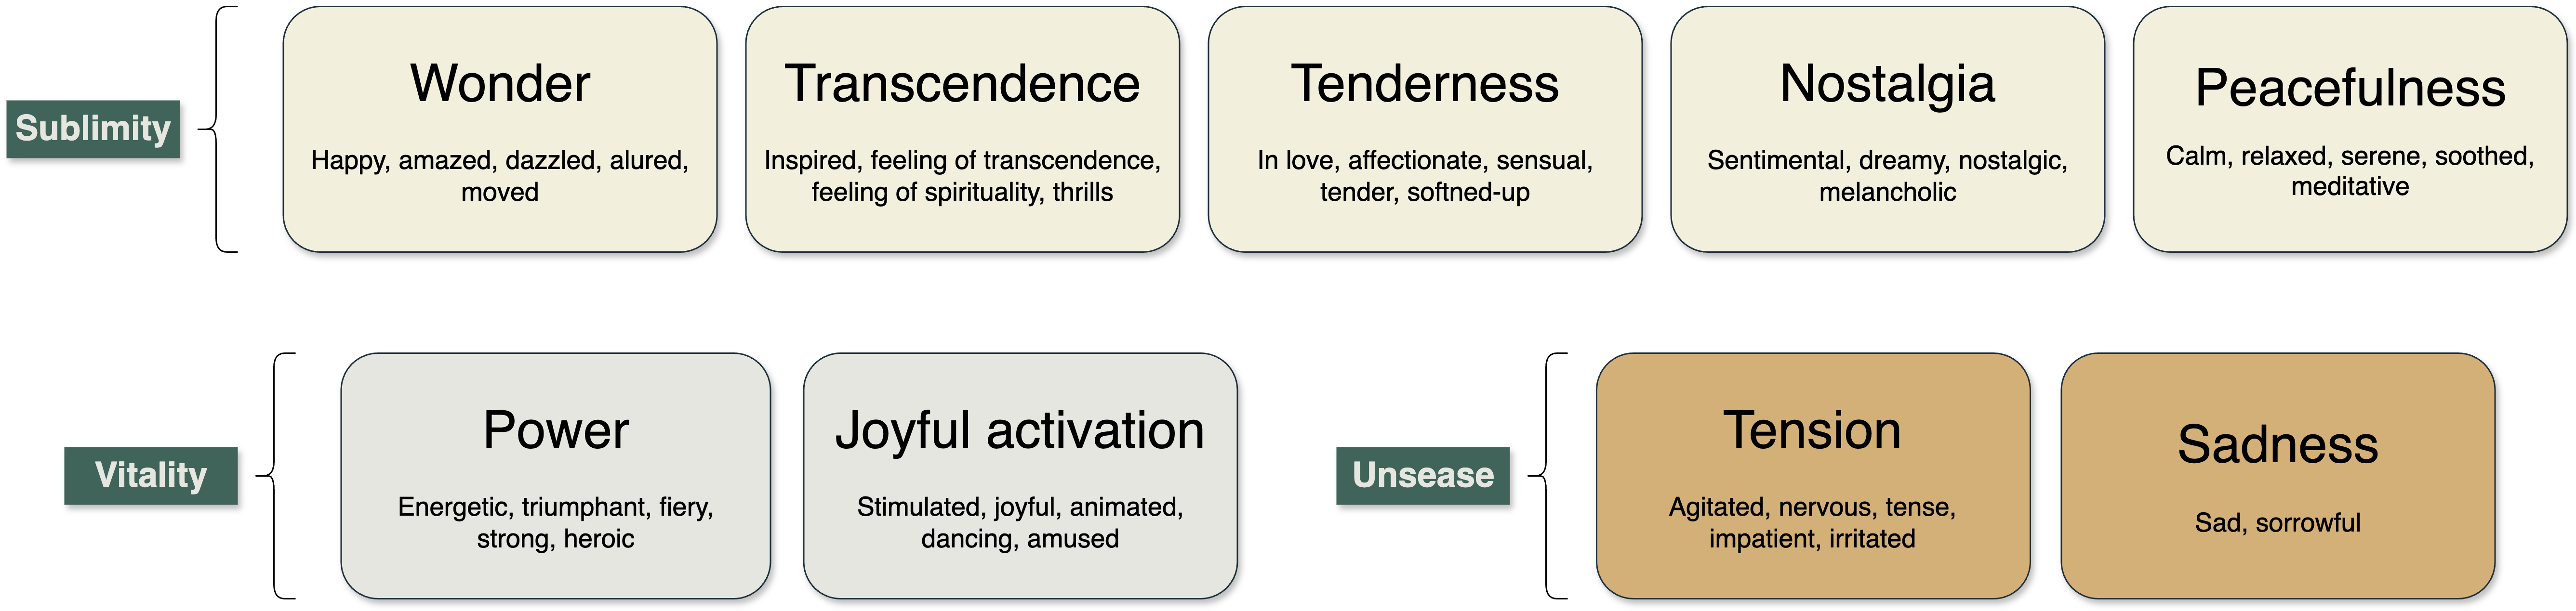 Sublimity
Wonder
Happy, amazed, dazzled, alured,
moved
Transcendence
Inspired, feeling of transcendence,
feeling of spirituality, thrills
Tenderness
In love, affectionate, sensual,
tender, softned-up
Nostalgia
Sentimental, dreamy, nostalgic,
melancholic
Peacefulness
Calm, relaxed, serene, soothed,
meditative
Vitality
Power
Energetic, triumphant, fiery,
strong, heroic
Joyful activation
Stimulated, joyful, animated,
dancing, amused
Unsease
Tension
Agitated, nervous, tense,
impatient, irritated
Sadness
Sad, sorrowful